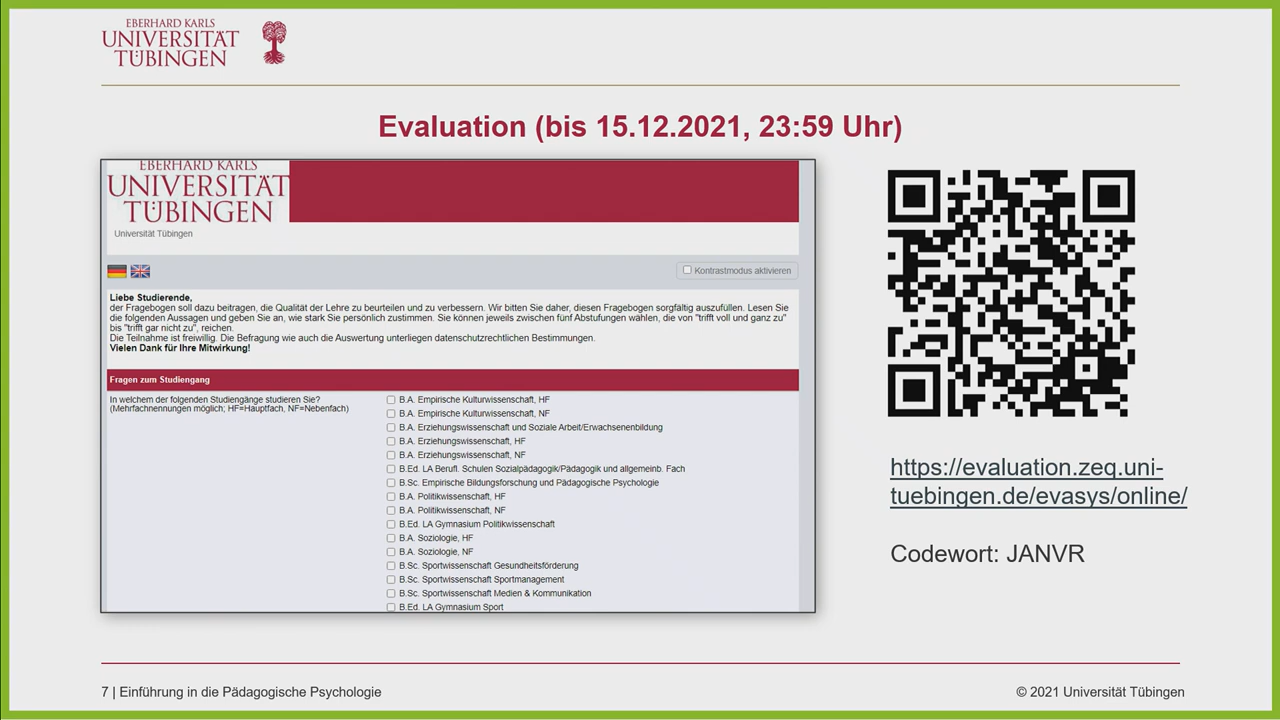 EBERHARD KARLS
UNIVERSITÄT
TÜBINGEN
Evaluation (bis 15.12.2021, 23:59 Uhr)
EBERHARD KARLS
UNIVERSITÄT
TÜBINGEN
Universität Tübingen
Kontrastmodus aktivieren
Liebe Studierende,
der Fragebogen soll dazu beitragen, die Qualität der Lehre zu beurteilen und zu verbessern. Wir bitten Sie daher, diesen Fragebogen sorgfältig auszufüllen. Lesen Sie
die folgenden Aussagen und geben Sie an, wie stark Sie persönlich zustimmen. Sie können jeweils zwischen fünf Abstufungen wählen, die von "trifft voll und ganz zu"
bis "trifft gar nicht zu", reichen.
Die Teilnahme ist freiwillig. Die Befragung wie auch die Auswertung unterliegen datenschutzrechtlichen Bestimmungen.
Vielen Dank für Ihre Mitwirkung!
Fragen zum Studiengang
In welchem der folgenden Studiengänge studieren Sie?
(Mehrfachnennungen möglich; HF=Hauptfach, NF=Nebenfach)
B.A. Empirische Kulturwissenschaft, HF
B.A. Empirische Kulturwissenschaft, NF
B.A. Erziehungswissenschaft und Soziale Arbeit/Erwachsenenbildung
B.A. Erziehungswissenschaft, HF
B.A. Erziehungswissenschaft, NF
B.Ed. LA Berufl. Schulen Sozialpädagogik/Pädagogik und allgemeinb. Fach
B.Sc. Empirische Bildungsforschung und Pädagogische Psychologie
B.A. Politikwissenschaft, HF
B.A. Politikwissenschaft, NF
B.Ed. LA Gymnasium Politikwissenschaft
B.A. Soziologie, HF
B.A. Soziologie, NF
B.Sc. Sportwissenschaft Gesundheitsförderung
B.Sc. Sportwissenschaft Sportmanagement
B.Sc. Sportwissenschaft Medien & Kommunikation
B.Ed. LA Gymnasium Sport
https://evaluation.zeq.uni-
tuebingen.de/evasys/online/
Codewort: JANVR
7 | Einführung in die Pädagogische Psychologie
© 2021 Universität Tübingen